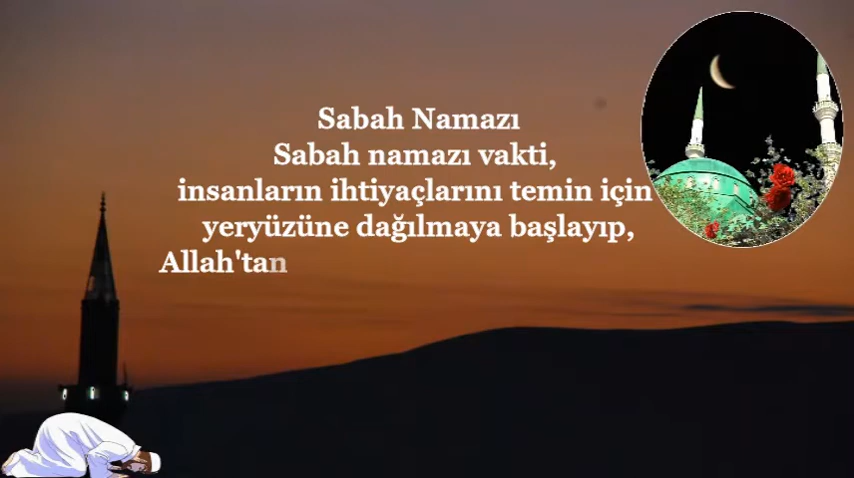 Sabah Namazı
Sabah namazı vakti,
insanların ihtiyaçlarını temin için
yeryüzüne dağılmaya başlayıp,
Allah'tan